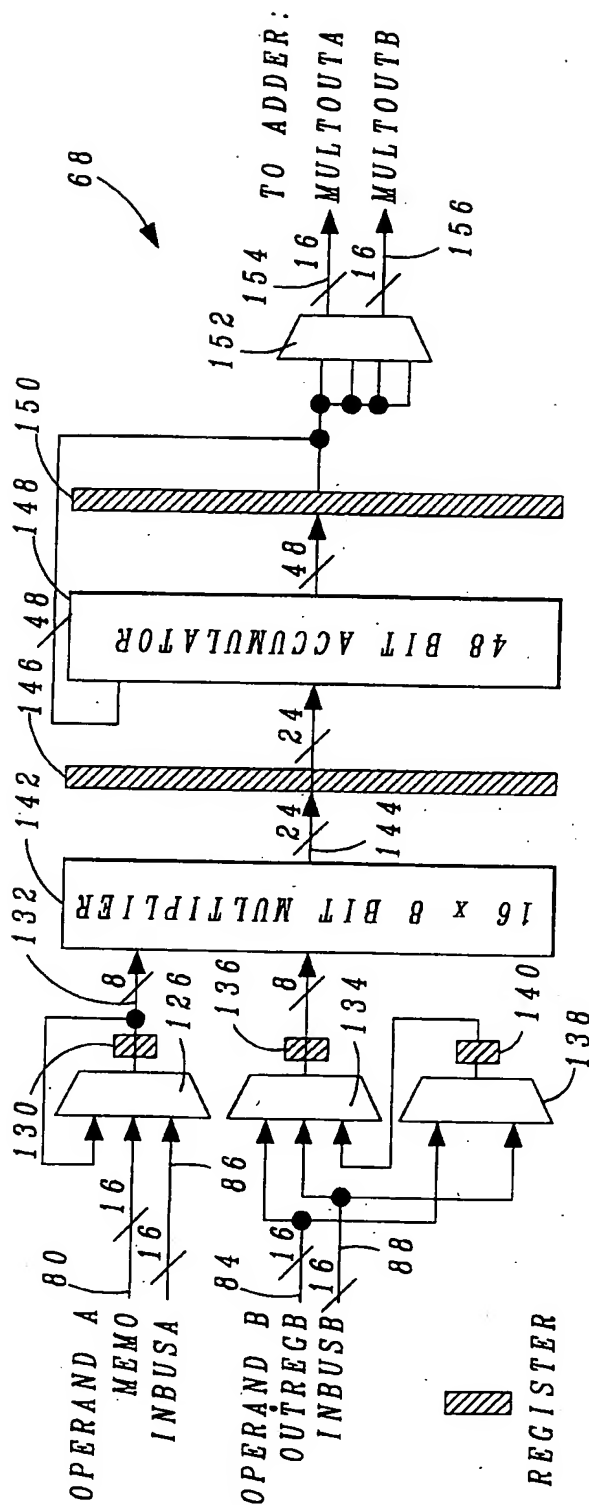 68
TO ADDER:
MULTOUTA
MULTOUTB
154
16
16
156
152
150
148
48
146
142
132
48 BIT ACCUMULATOR
48
24
24
144
16 x 8 BIT MULTIPLIER
8
126
130
136
8
134
140
138
16
16
86
80
84
16
16
88
OPERAND A
MEMO
INBUSA
OPERAND B
OUTREGB
INBUSB
REGISTER